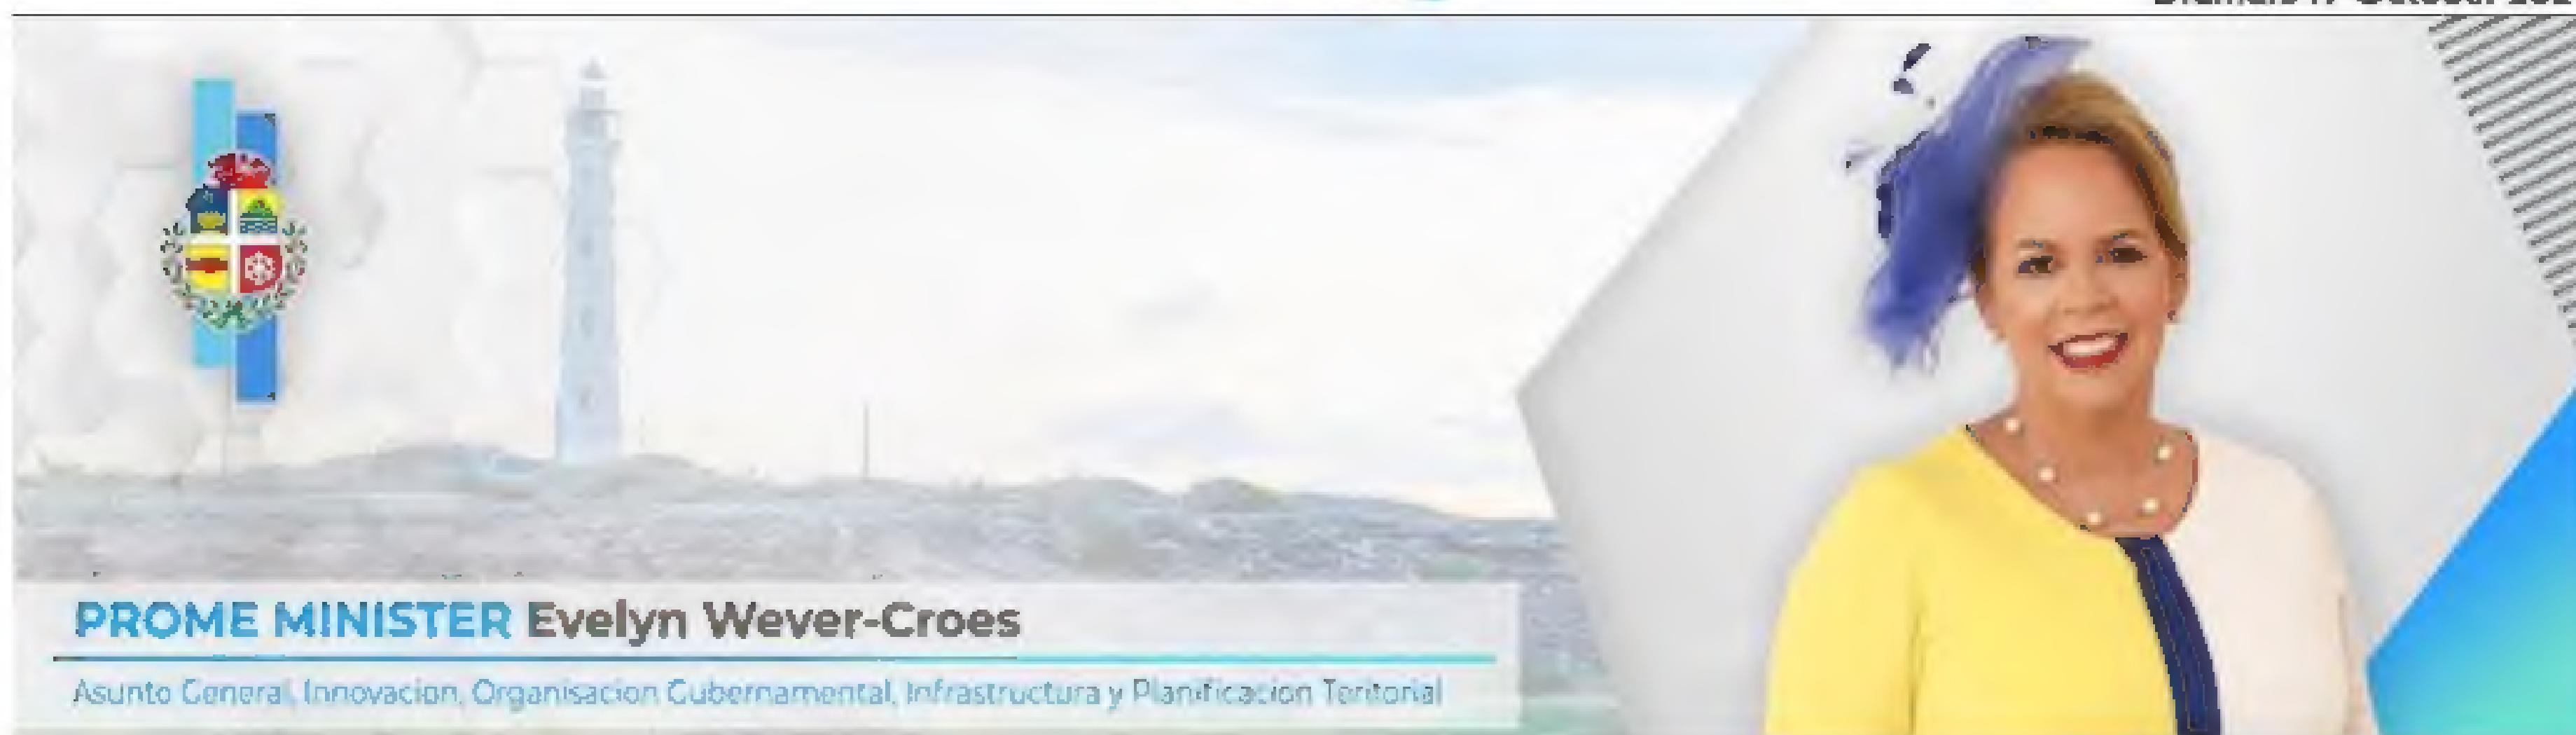 PROME MINISTER Evelyn Wever-Croes
Asunto General, Innovacion, Organisacion Gubernamental, Infrastructura y Planificacion Teritorial